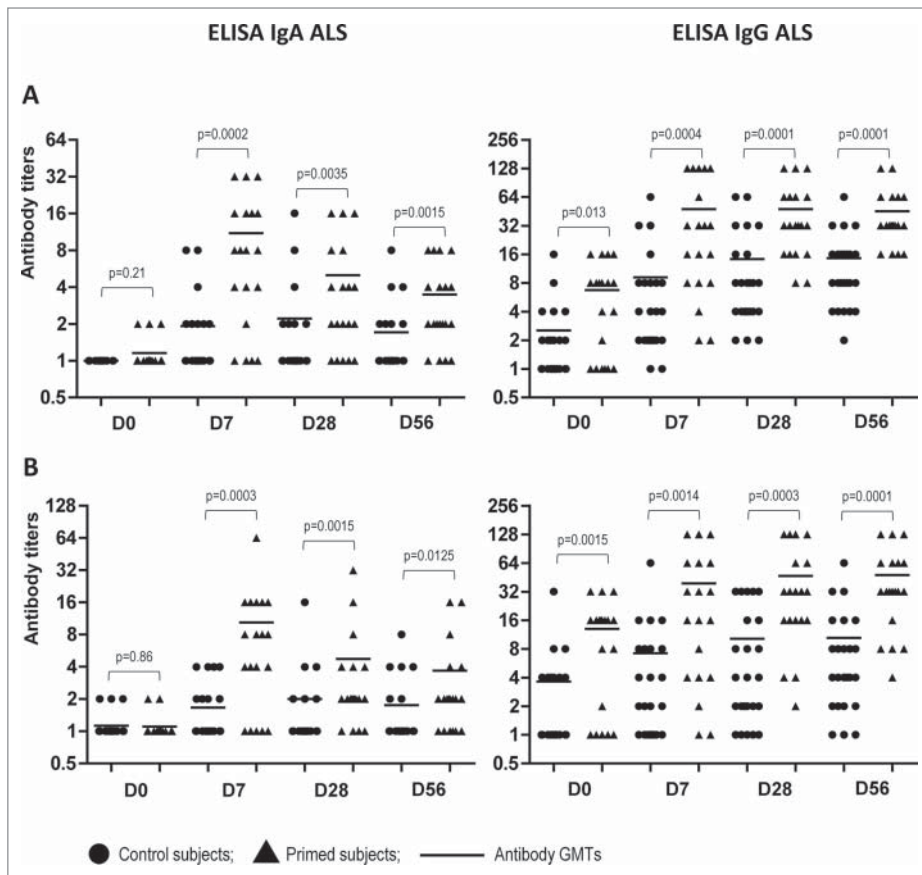 ELISA IgA ALS
ELISA IgG ALS
A
Antibody titers
64
32
16
8
4
2
1
0.5
p=0.21
p=0.0002
p=0.0035
p=0.0015
D0 D7 D28 D56
256
128
64
32
16
8
4
2
1
0.5
p=0.013
p=0.0004
p=0.0001
p=0.0001
D0 D7 D28 D56
B
Antibody titers
128
64
32
16
8
4
2
1
0.5
p=0.86
p=0.0003
p=0.0015
p=0.0125
D0 D7 D28 D56
256
128
64
32
16
8
4
2
1
0.5
p=0.0015
p=0.0014
p=0.0003
p=0.0001
D0 D7 D28 D56
Control subjects; Primed subjects; Antibody GMTs